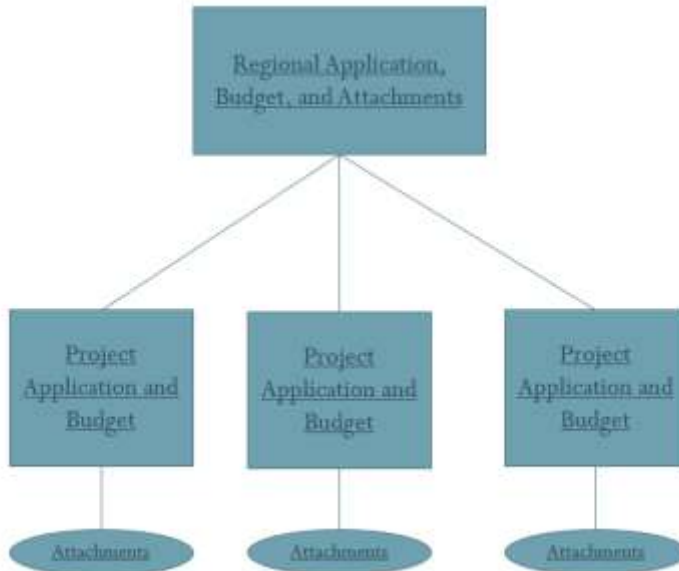 Regional Application,
Budget, and Attachments
Project
Application and
Budget
Project
Application and
Budget
Project
Application and
Budget
Attachments
Attachments
Attachments